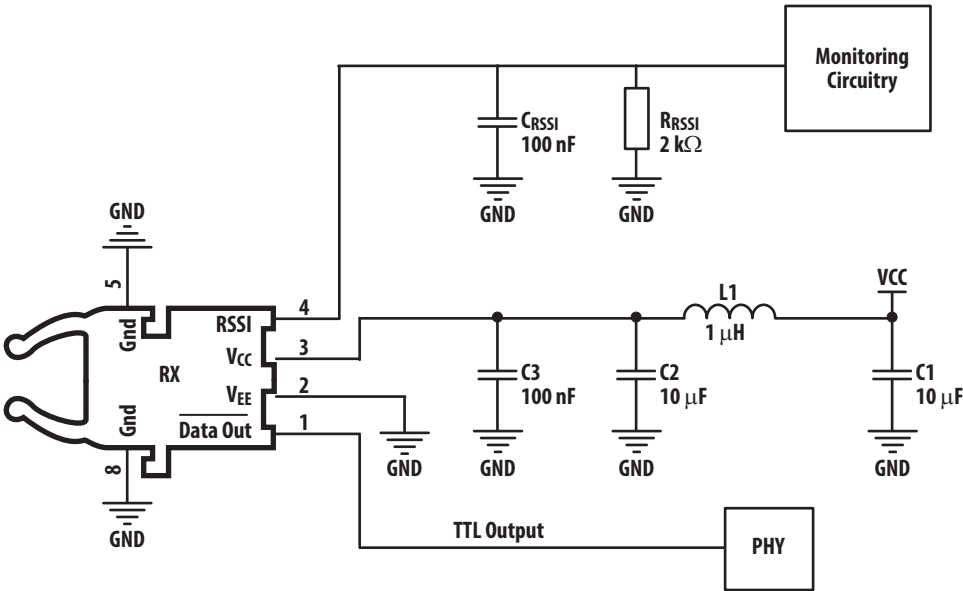 Monitoring
Circuitry
CRSSI
100 nF
RRSSI
2 kΩ
GND
GND
GND
5
Gnd
RSSI
4
VCC
3
RX
VEE
2
Gnd
Data Out
1
8
GND
GND
L1
1 μH
VCC
C3
100 nF
C2
10 μF
C1
10 μF
GND
GND
GND
TTL Output
PHY